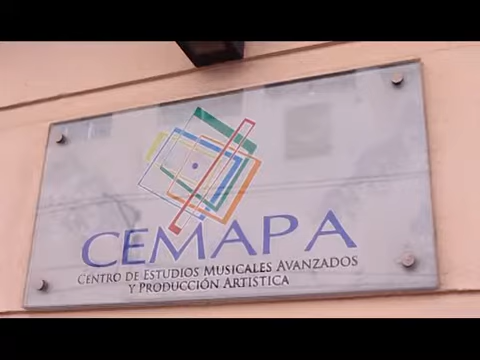 CEMAPA
CENTRO DE ESTUDIOS MUSICALES AVANZADOS
Y PRODUCCIÓN ARTÍSTICA